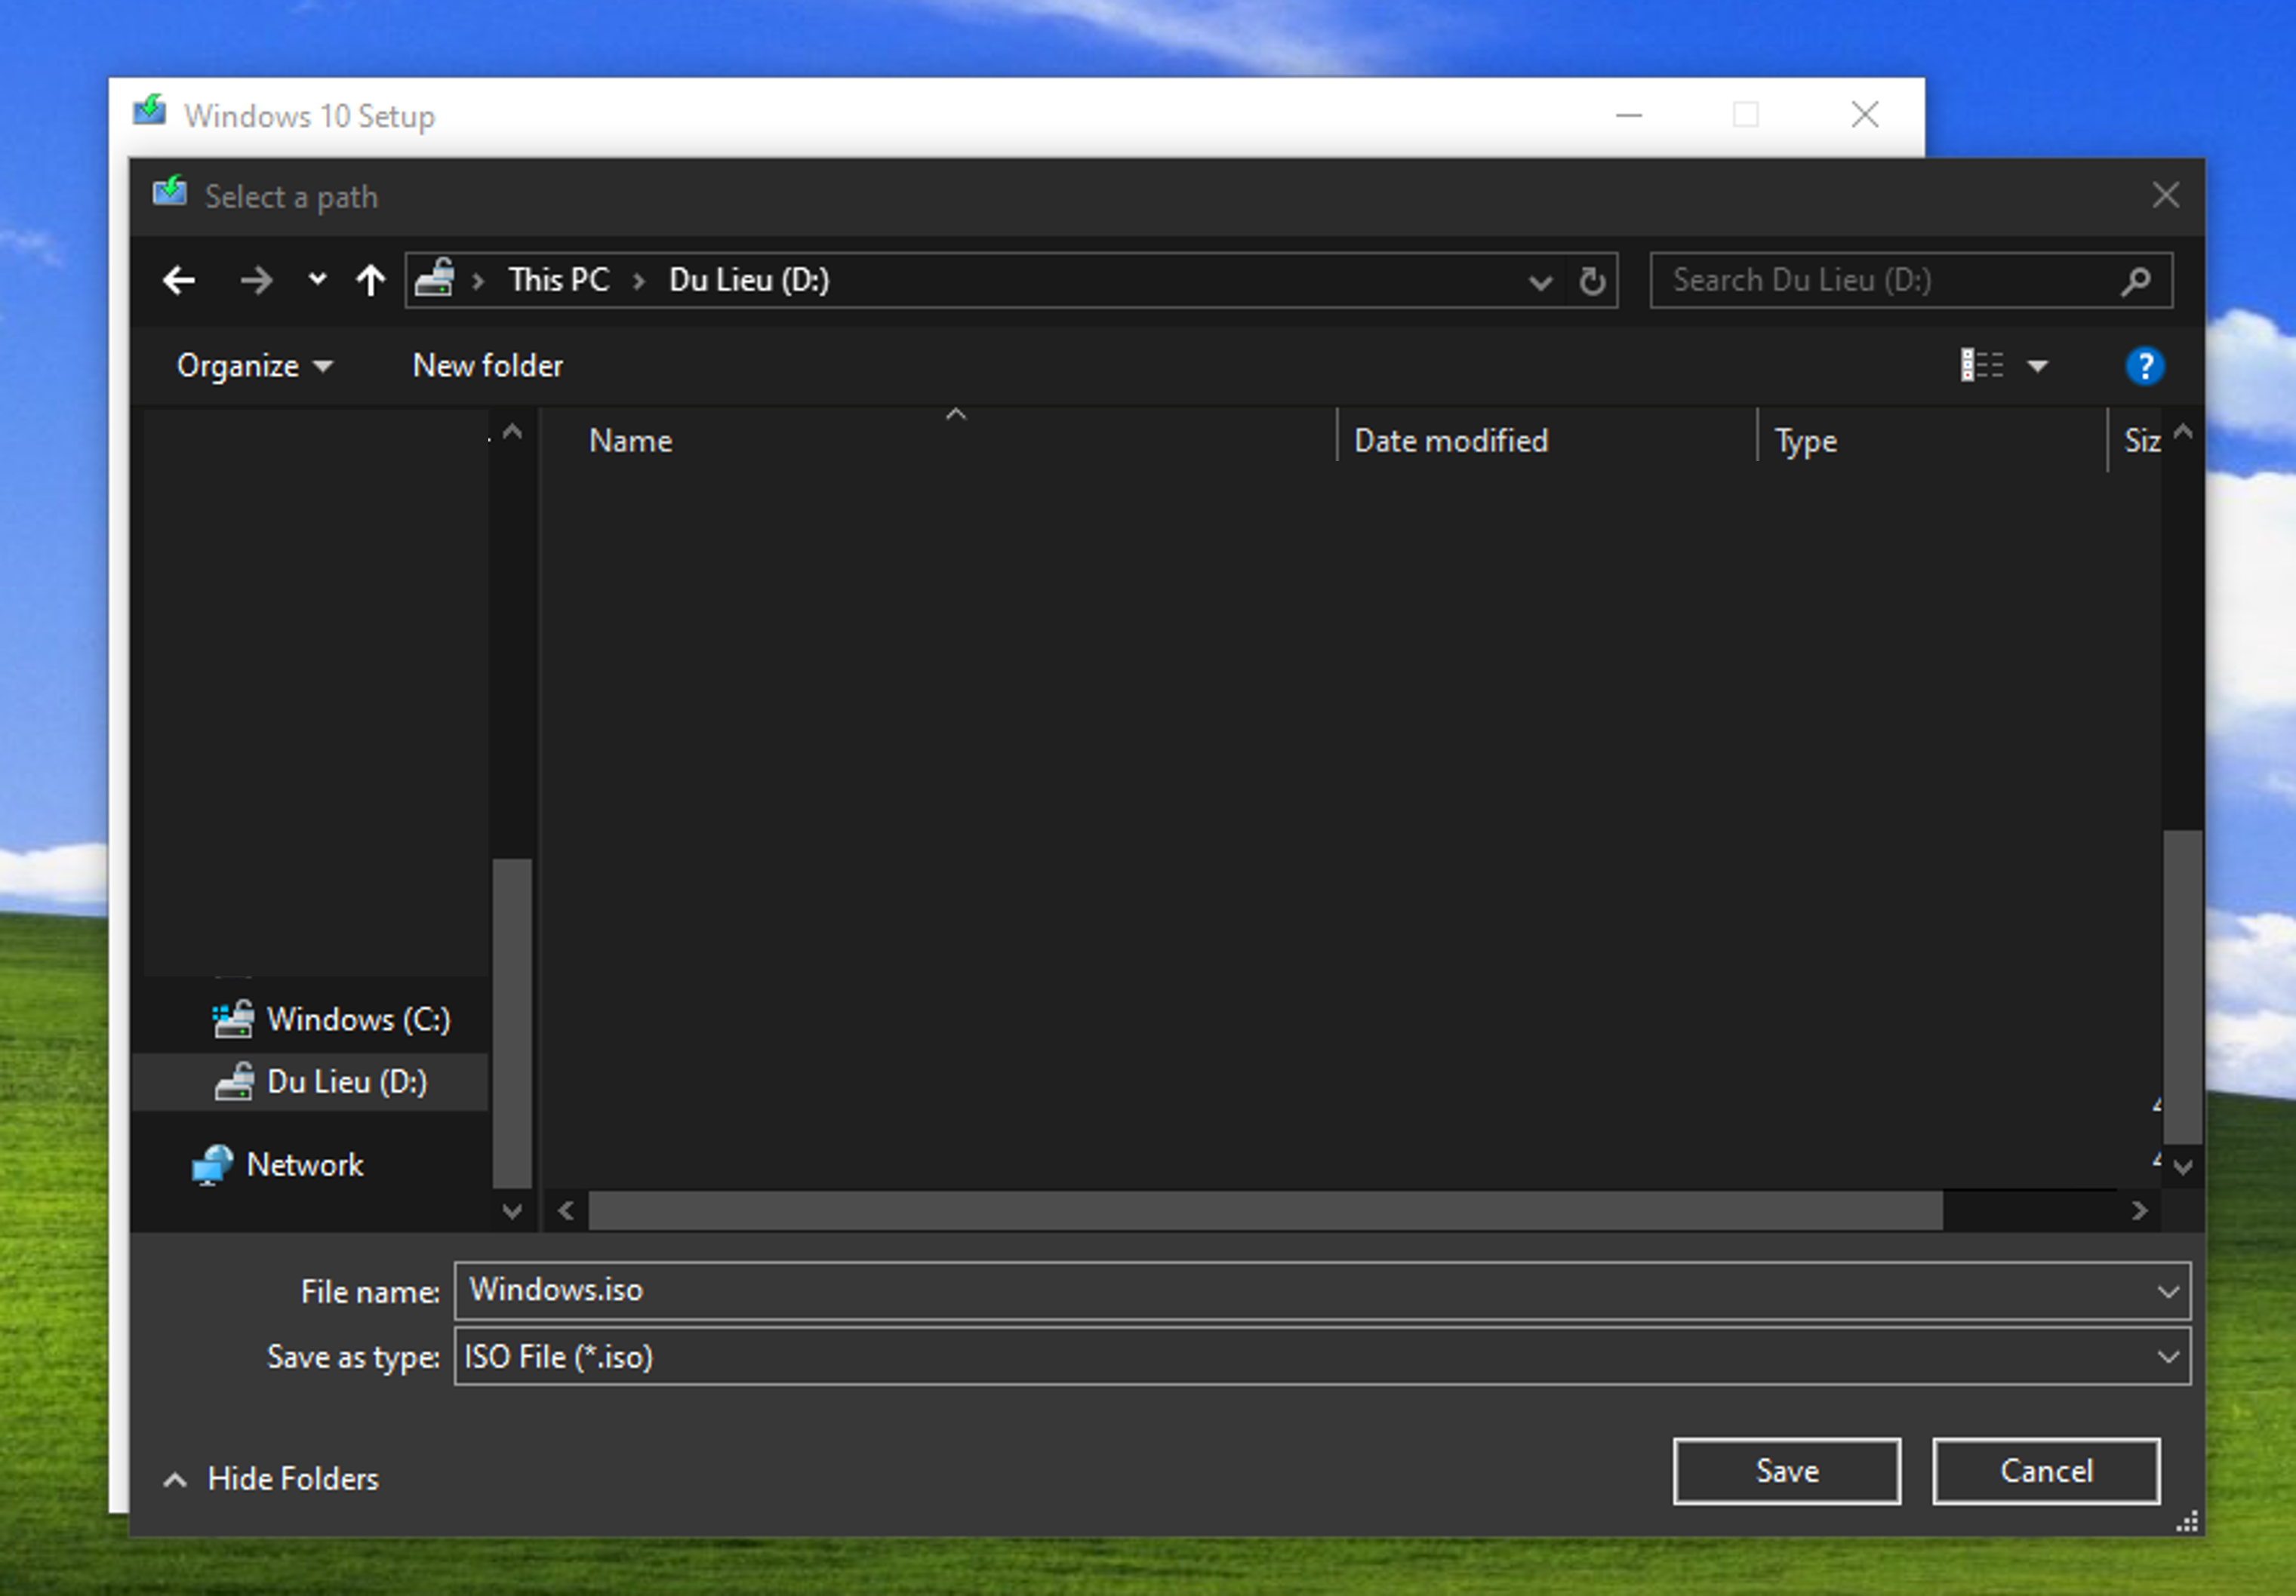 Windows 10 Setup
Select a path
This PC > Du Lieu (D:)
Search Du Lieu (D:)
Organize
New folder
?
Name
Date modified
Type
Siz
Windows (C:)
Du Lieu (D:)
Network
File name: Windows.iso
Save as type: ISO File (*.iso)
Hide Folders
Save
Cancel